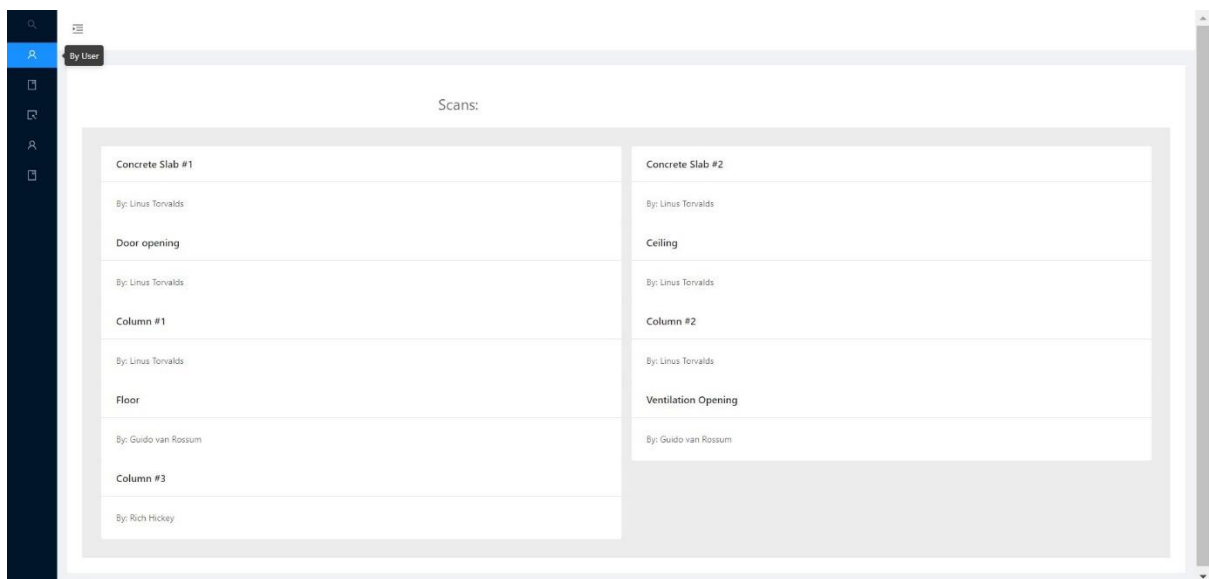 By User
Scans:
Concrete Slab #1
Concrete Slab #2
By: Linus Torvalds
By: Linus Torvalds
Door opening
Ceiling
By: Linus Torvalds
By: Linus Torvalds
Column #1
Column #2
By: Linus Torvalds
By: Linus Torvalds
Floor
Ventilation Opening
By: Guido van Rossum
By: Guido van Rossum
Column #3
By: Rich Hickey